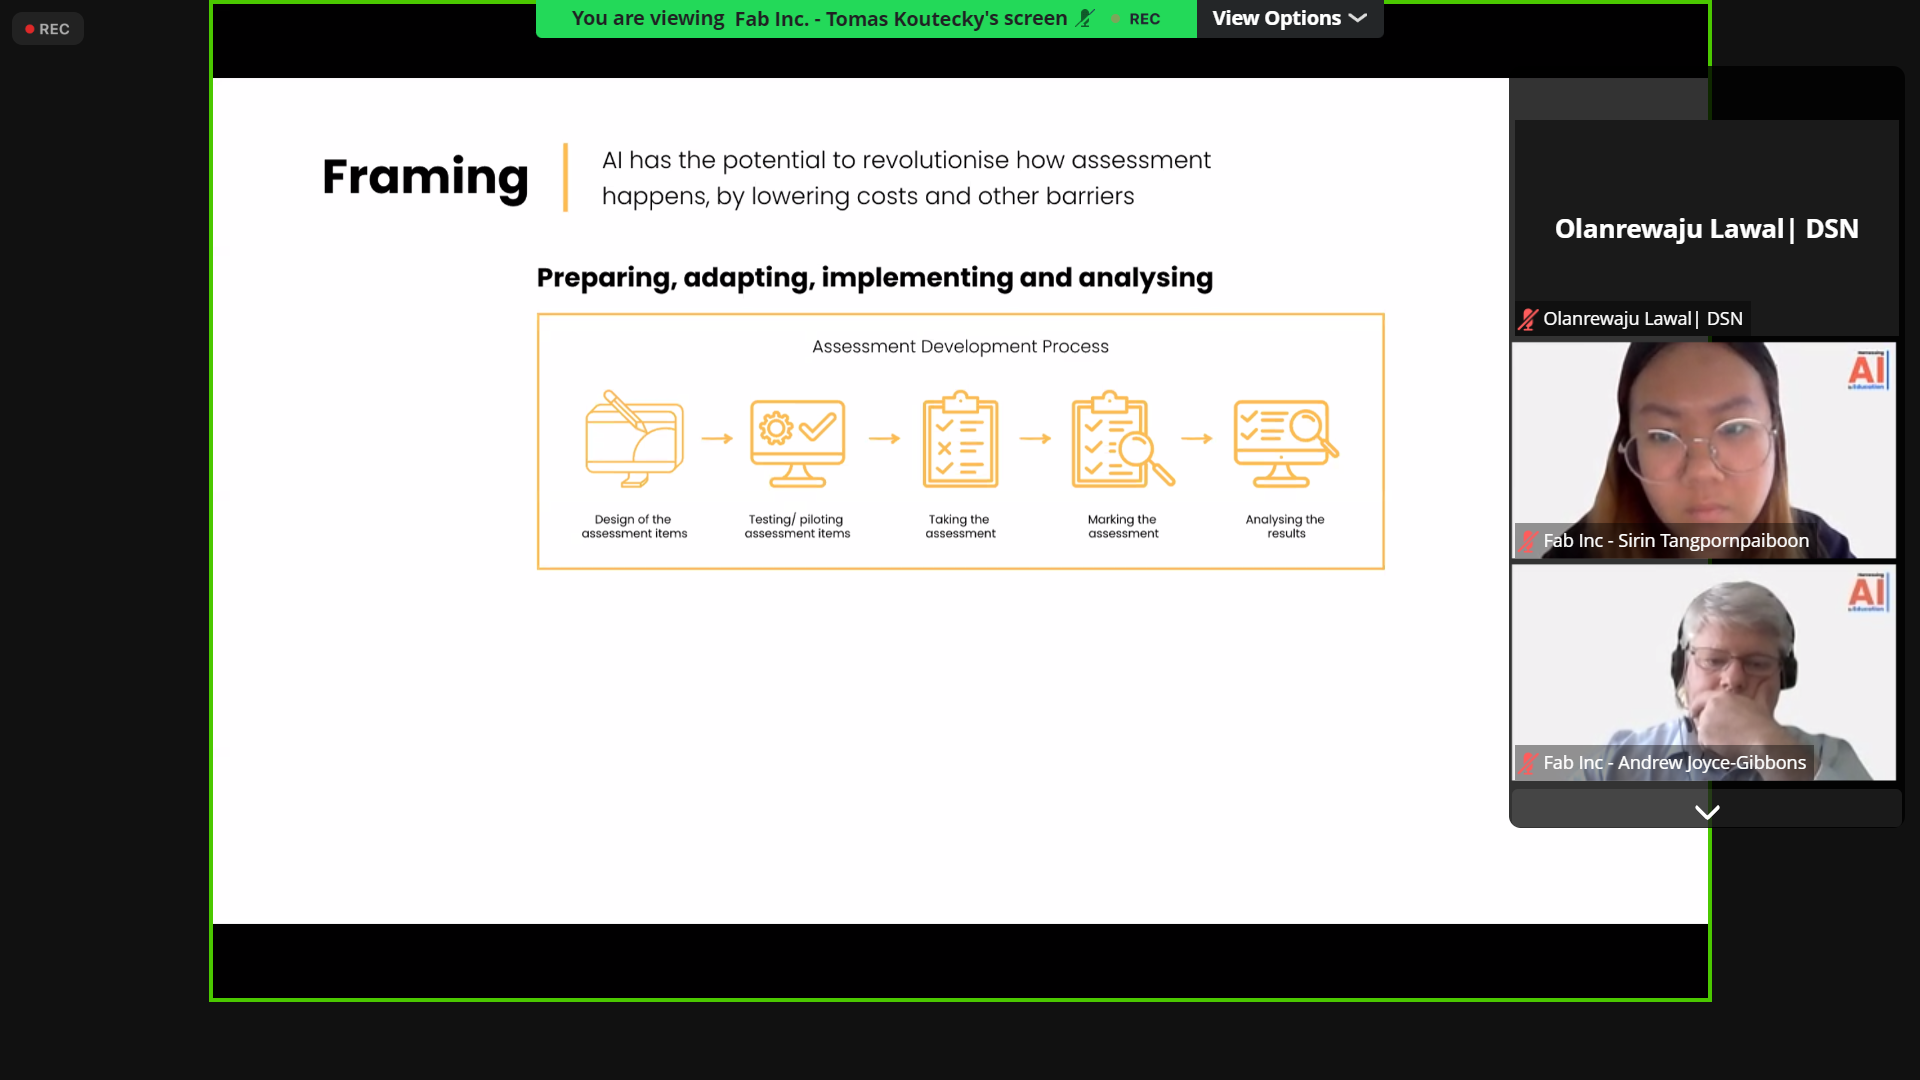 REC
You are viewing Fab Inc. - Tomas Koutecky's screen REC View Options
Framing
AI has the potential to revolutionise how assessment
happens, by lowering costs and other barriers
Preparing, adapting, implementing and analysing
Assessment Development Process
Design of the
assessment items
Testing/ piloting
assessment items
Taking the
assessment
Marking the
assessment
Analysing the
results
Olanrewaju Lawal| DSN
Olanrewaju Lawal| DSN
AI
Fab Inc - Sirin Tangpornpaiboon
AI
Fab Inc - Andrew Joyce-Gibbons